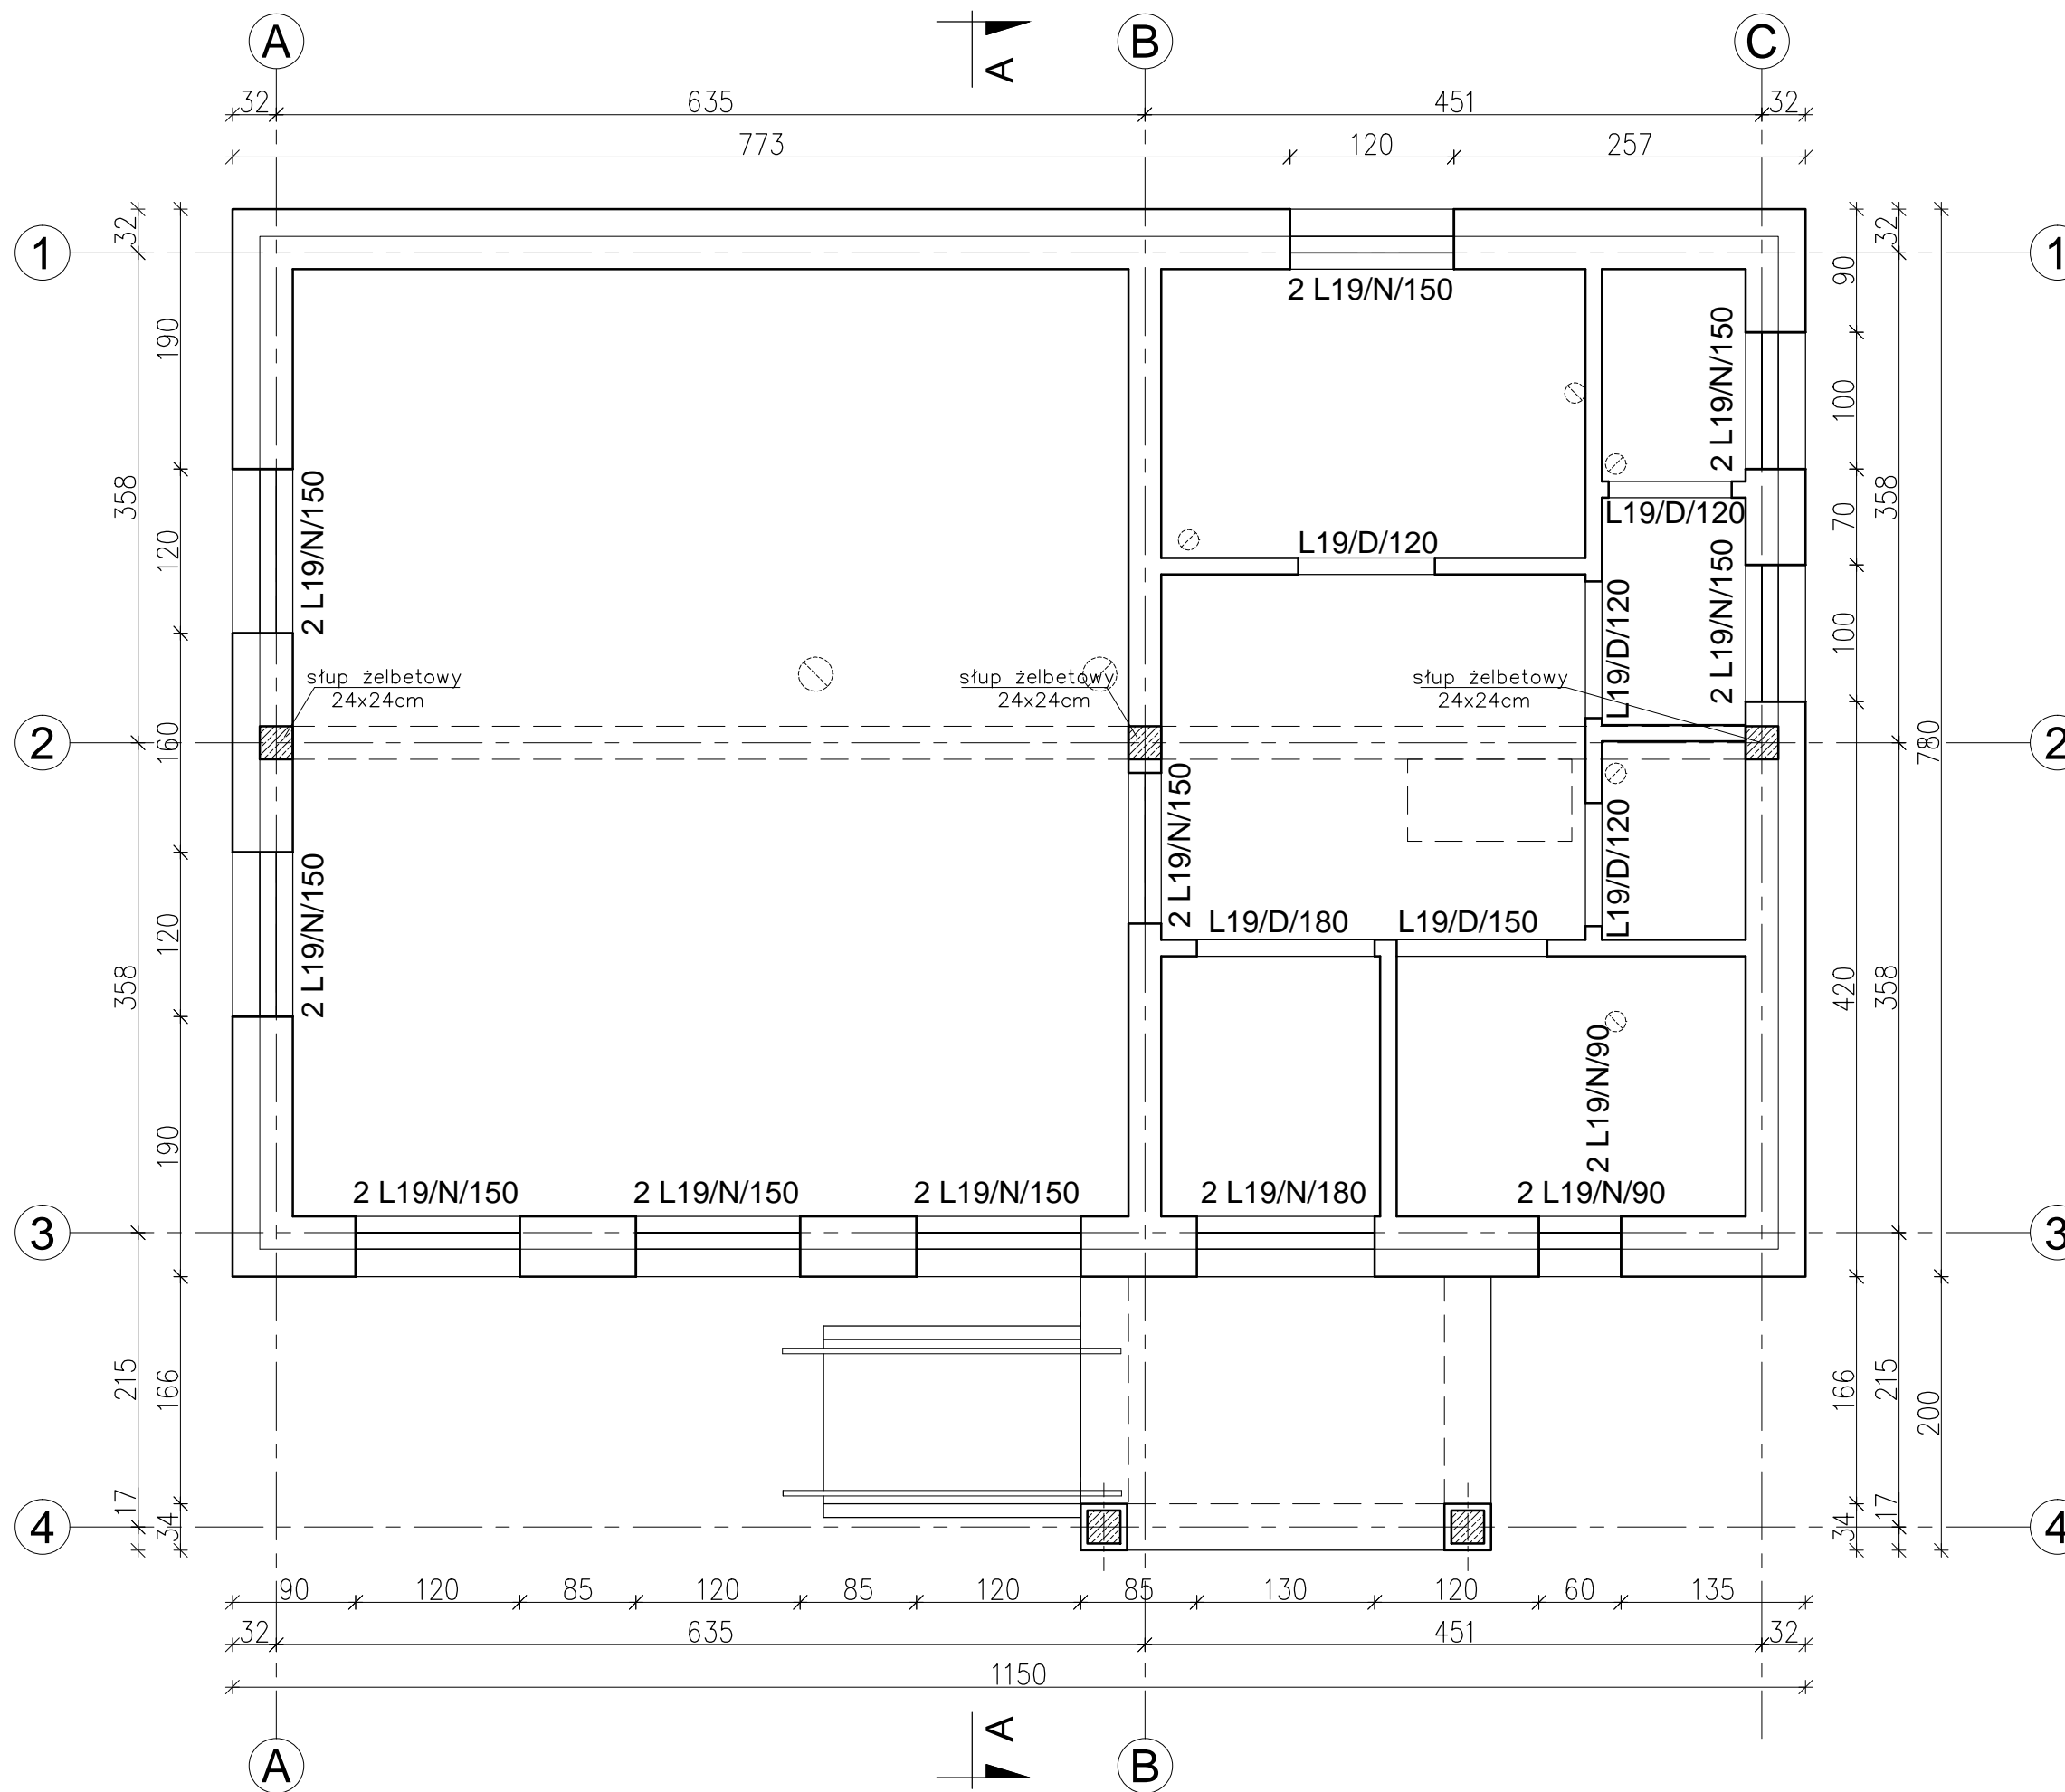 A B C
A
32 635 451 32
773 120 257
1 1
32 32
190 90
2 L19/N/150
2 L19/N/150
100
358 358
2 L19/N/150
L19/D/120
70
120
L19/D/120
2 L19/N/150
L19/D/120
100
słup żelbetowy
24x24cm
słup żelbetowy
24x24cm
słup żelbetowy
24x24cm
2 2
160
780
2 L19/N/150
L19/D/120
2 L19/N/150
L19/D/180 L19/D/150
120
358 358
420
2 L19/N/90
190
2 L19/N/150 2 L19/N/150 2 L19/N/150 2 L19/N/180 2 L19/N/90
3 3
215 166
166 215
200
17 34
34 17
4 4
90 120 85 120 85 120 85 130 120 60 135
32 635 451 32
1150
A
A B